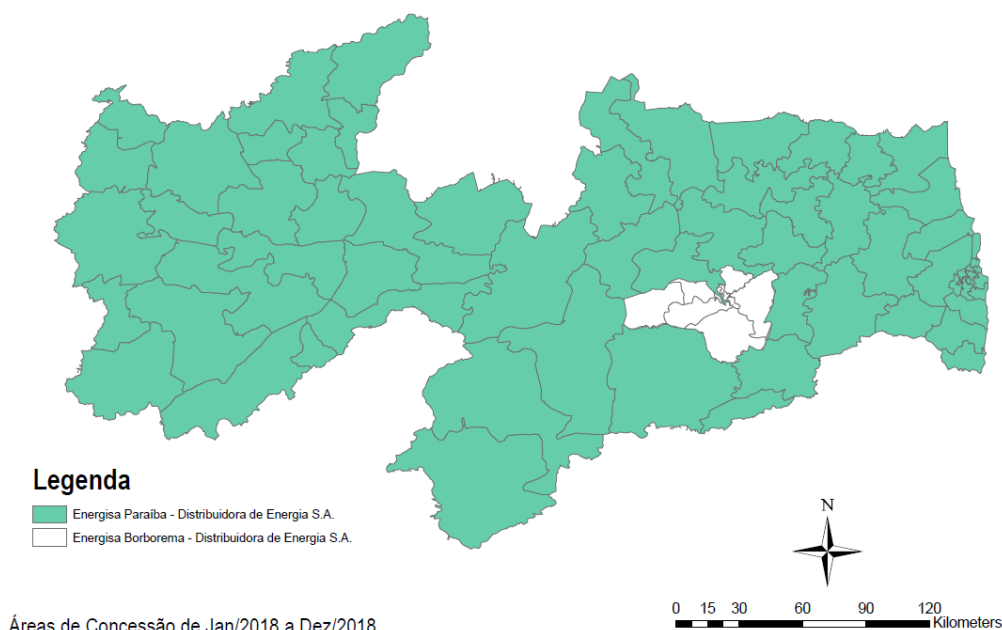 Legenda
Energisa Paraíba - Distribuidora de Energia S.A.
Energisa Borborema - Distribuidora de Energia S.A.
N
0 15 30 60 90 120
Kilometers
Áreas de Concessão de Jan/2018 a Dez/2018